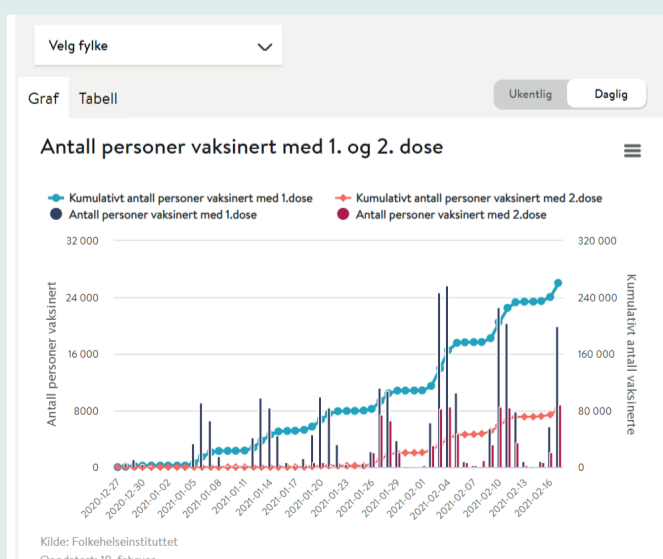 Velg fylke
Graf Tabell
Ukentlig Daglig
Antall personer vaksinert med 1. og 2. dose
Kumulativt antall personer vaksinert med 1.dose
Kumulativt antall personer vaksinert med 2.dose
Antall personer vaksinert med 1.dose
Antall personer vaksinert med 2.dose
32 000
24 000
16 000
8000
0
Antall personer vaksinert
320 000
240 000
160 000
80 000
0
Kumulativt antall vaksinerte
2020-12-27
2020-12-30
2021-01-02
2021-01-05
2021-01-08
2021-01-11
2021-01-14
2021-01-17
2021-01-20
2021-01-23
2021-01-26
2021-01-29
2021-02-01
2021-02-04
2021-02-07
2021-02-10
2021-02-13
2021-02-16
Kilde: Folkehelseinstituttet